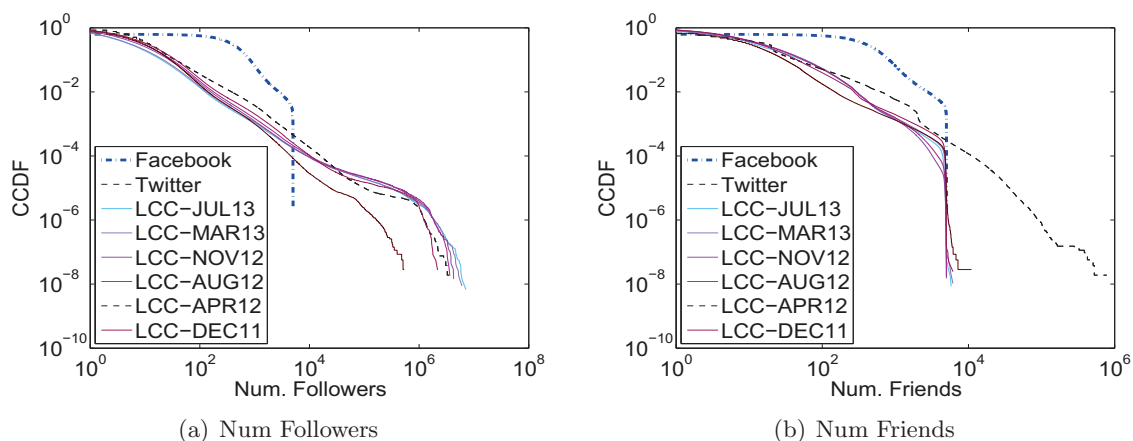 10^0
10^−2
10^−4
10^−6
10^−8
10^−10
CCDF
Facebook
Twitter
LCC−JUL13
LCC−MAR13
LCC−NOV12
LCC−AUG12
LCC−APR12
LCC−DEC11
10^0 10^2 10^4 10^6 10^8
Num. Followers
(a) Num Followers
10^0
10^−2
10^−4
10^−6
10^−8
10^−10
CCDF
Facebook
Twitter
LCC−JUL13
LCC−MAR13
LCC−NOV12
LCC−AUG12
LCC−APR12
LCC−DEC11
10^0 10^2 10^4 10^6
Num. Friends
(b) Num Friends